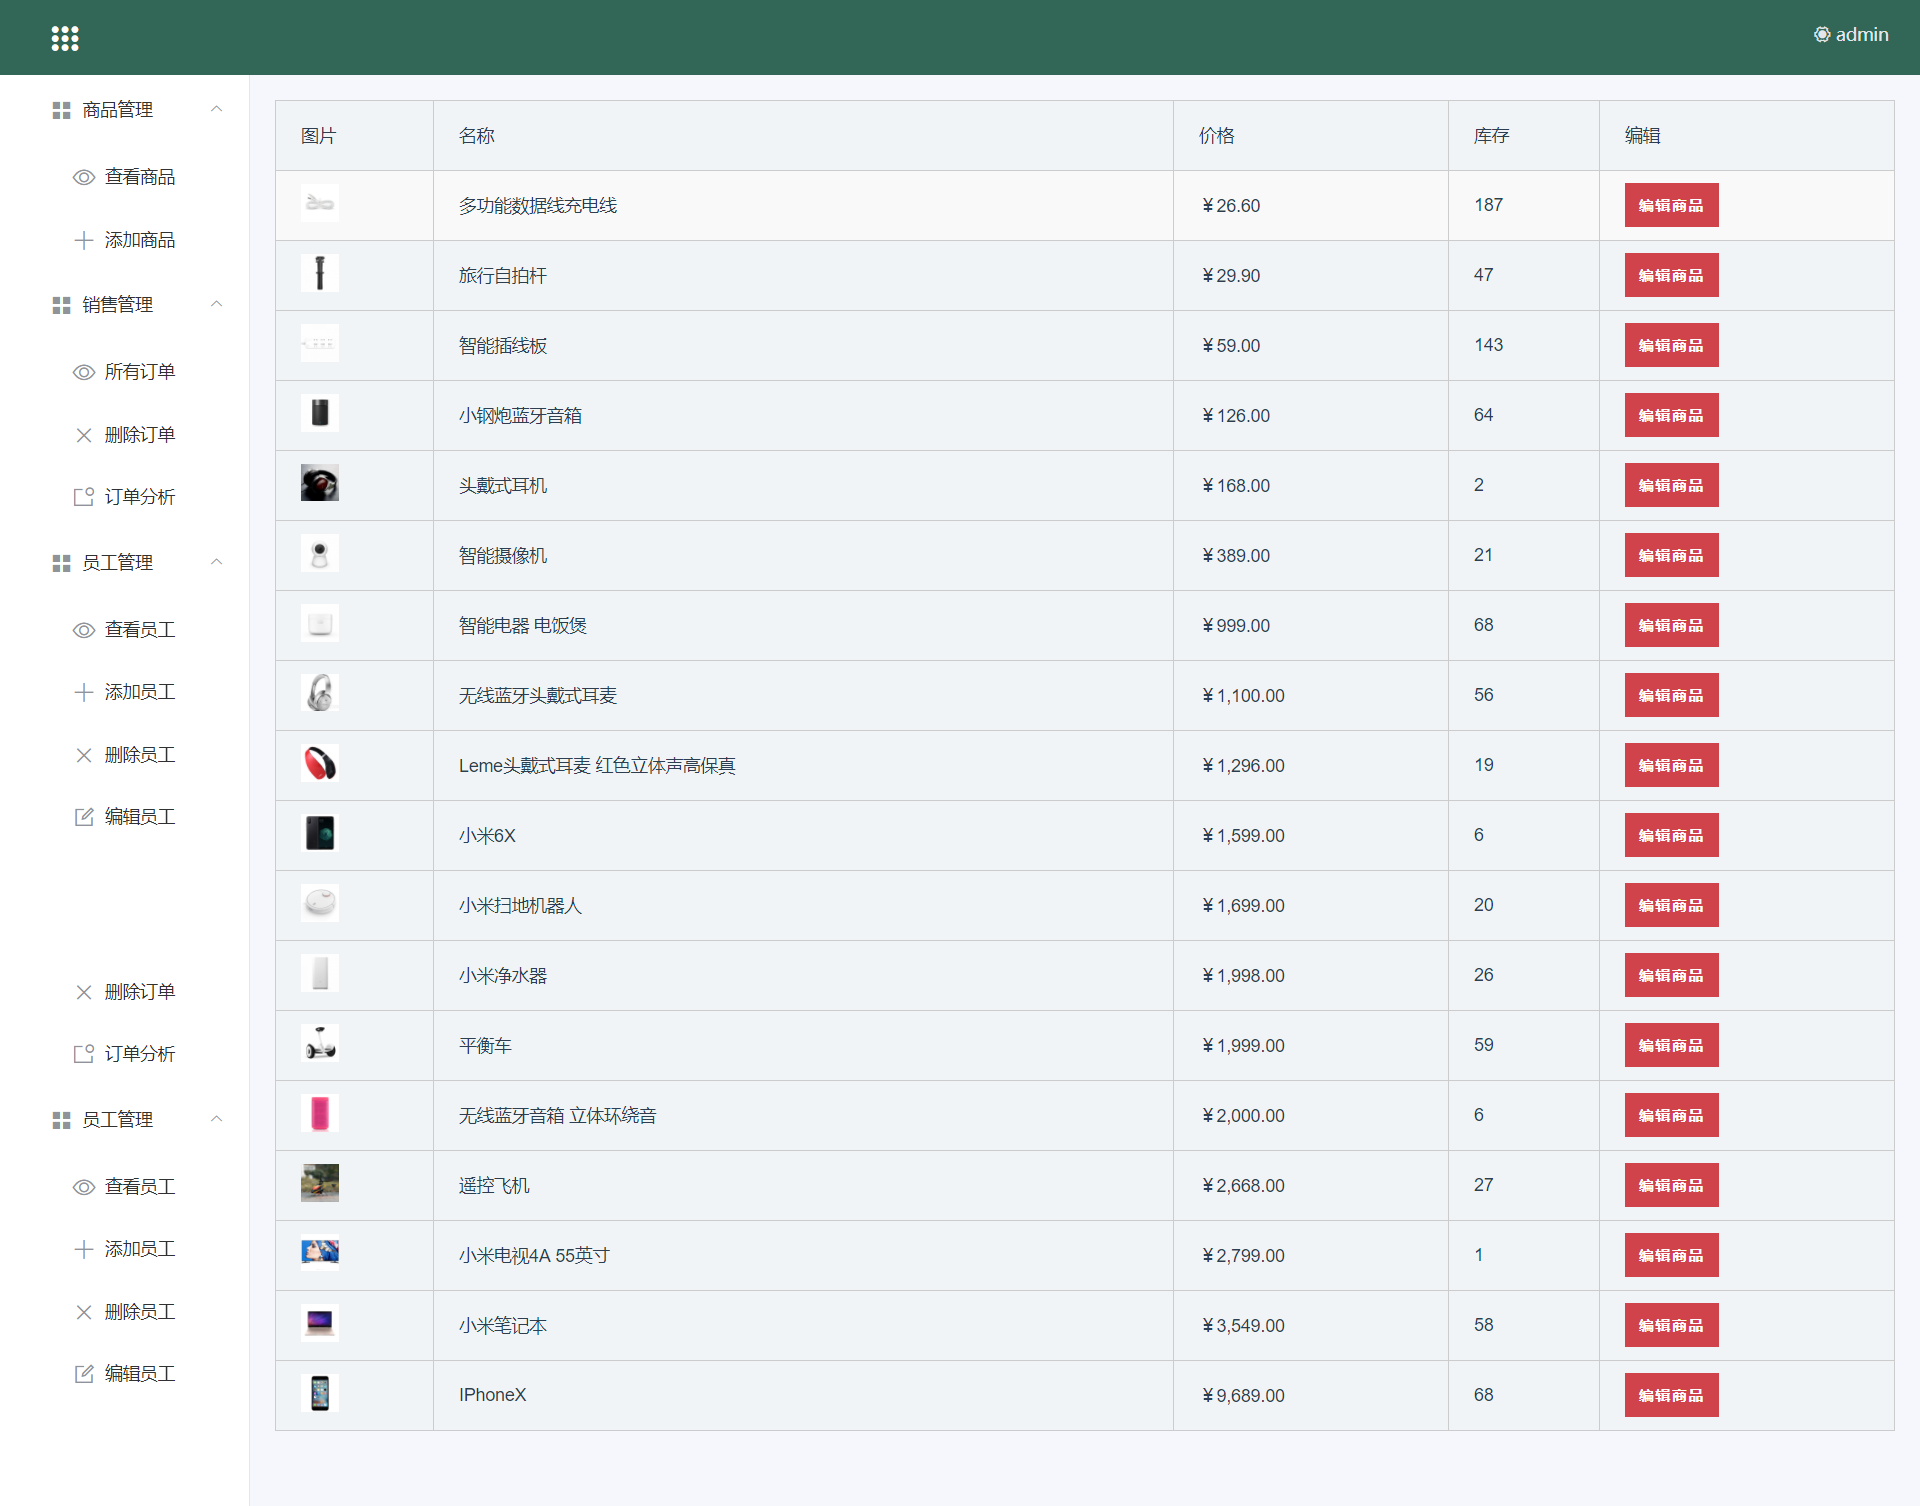 admin
商品管理
查看商品
添加商品
销售管理
所有订单
删除订单
订单分析
员工管理
查看员工
添加员工
删除员工
编辑员工
删除订单
订单分析
员工管理
查看员工
添加员工
删除员工
编辑员工
图片 名称 价格 库存 编辑
多功能数据线充电线 ¥26.60 187 编辑商品
旅行自拍杆 ¥29.90 47 编辑商品
智能插线板 ¥59.00 143 编辑商品
小钢炮蓝牙音箱 ¥126.00 64 编辑商品
头戴式耳机 ¥168.00 2 编辑商品
智能摄像机 ¥389.00 21 编辑商品
智能电器 电饭煲 ¥999.00 68 编辑商品
无线蓝牙头戴式耳麦 ¥1,100.00 56 编辑商品
Leme头戴式耳麦 红色立体声高保真 ¥1,296.00 19 编辑商品
小米6X ¥1,599.00 6 编辑商品
小米扫地机器人 ¥1,699.00 20 编辑商品
小米净水器 ¥1,998.00 26 编辑商品
平衡车 ¥1,999.00 59 编辑商品
无线蓝牙音箱 立体环绕音 ¥2,000.00 6 编辑商品
遥控飞机 ¥2,668.00 27 编辑商品
小米电视4A 55英寸 ¥2,799.00 1 编辑商品
小米笔记本 ¥3,549.00 58 编辑商品
IPhoneX ¥9,689.00 68 编辑商品